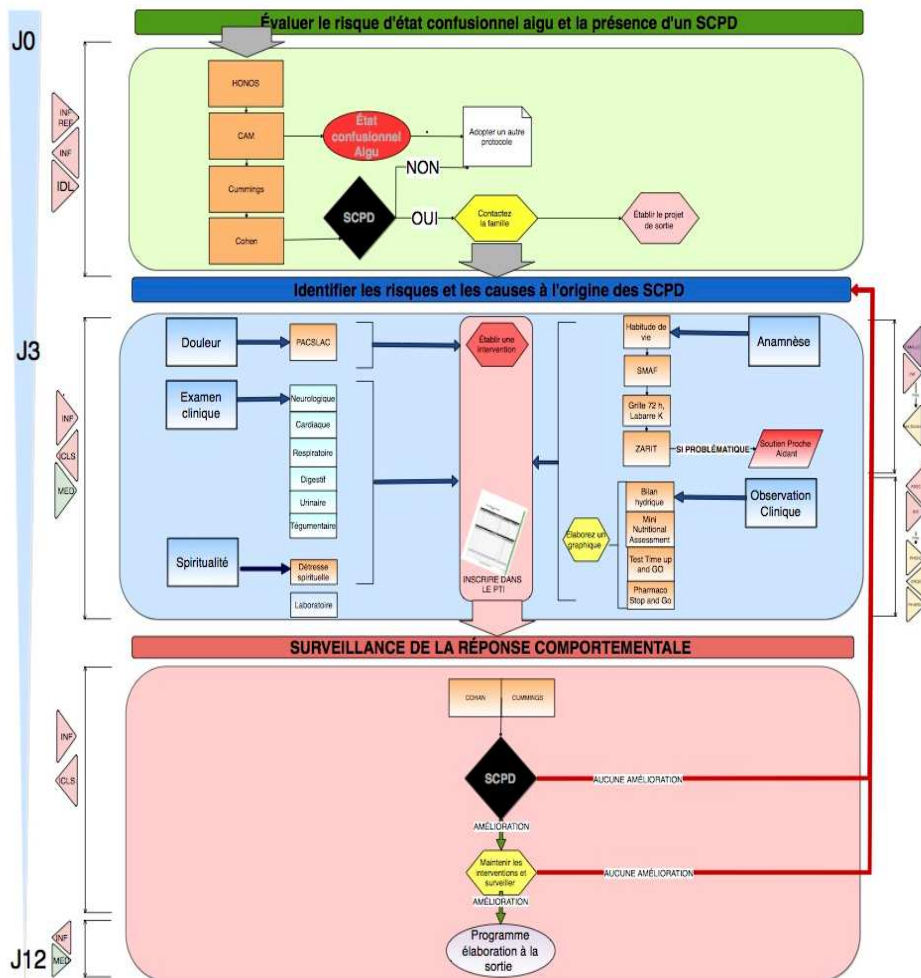 Évaluer le risque d'état confusionnel aigu et la présence d'un SCPD
J0
HONOS
INF
REF
CAM
État
confusionnel
Aigu
Adopter un autre
protocole
INF
NON
IDL
Cummings
SCPD
OUI
Contactez
la famille
Établir le projet
de sortie
Cohen
Identifier les risques et les causes à l'origine des SCPD
J3
Douleur
PACSLAC
Établir une
intervention
Habitude de
vie
Anamnèse
SMAF
Examen
clinique
Neurologique
Cardiaque
Respiratoire
Digestif
Urinaire
Tégumentaire
INF
ICLS
MED
Grille 72 h,
Labarre K
ZARIT
SI PROBLÉMATIQUE
Soutien Proche
Aidant
Bilan
hydrique
Observation
Clinique
Mini
Nutritional
Assessment
Elaborez un
graphique
Test Time up
and GO
Pharmaco
Stop and Go
Spiritualité
Détresse
spirituelle
Laboratoire
INSCRIRE DANS
LE PTI
SURVEILLANCE DE LA RÉPONSE COMPORTEMENTALE
COHAN
CUMMINGS
INF
ICLS
SCPD
AUCUNE AMÉLIORATION
AMÉLIORATION
Maintenir les
interventions et
surveiller
AUCUNE AMÉLIORATION
AMÉLIORATION
J12
INF
MED
Programme
élaboration à la
sortie